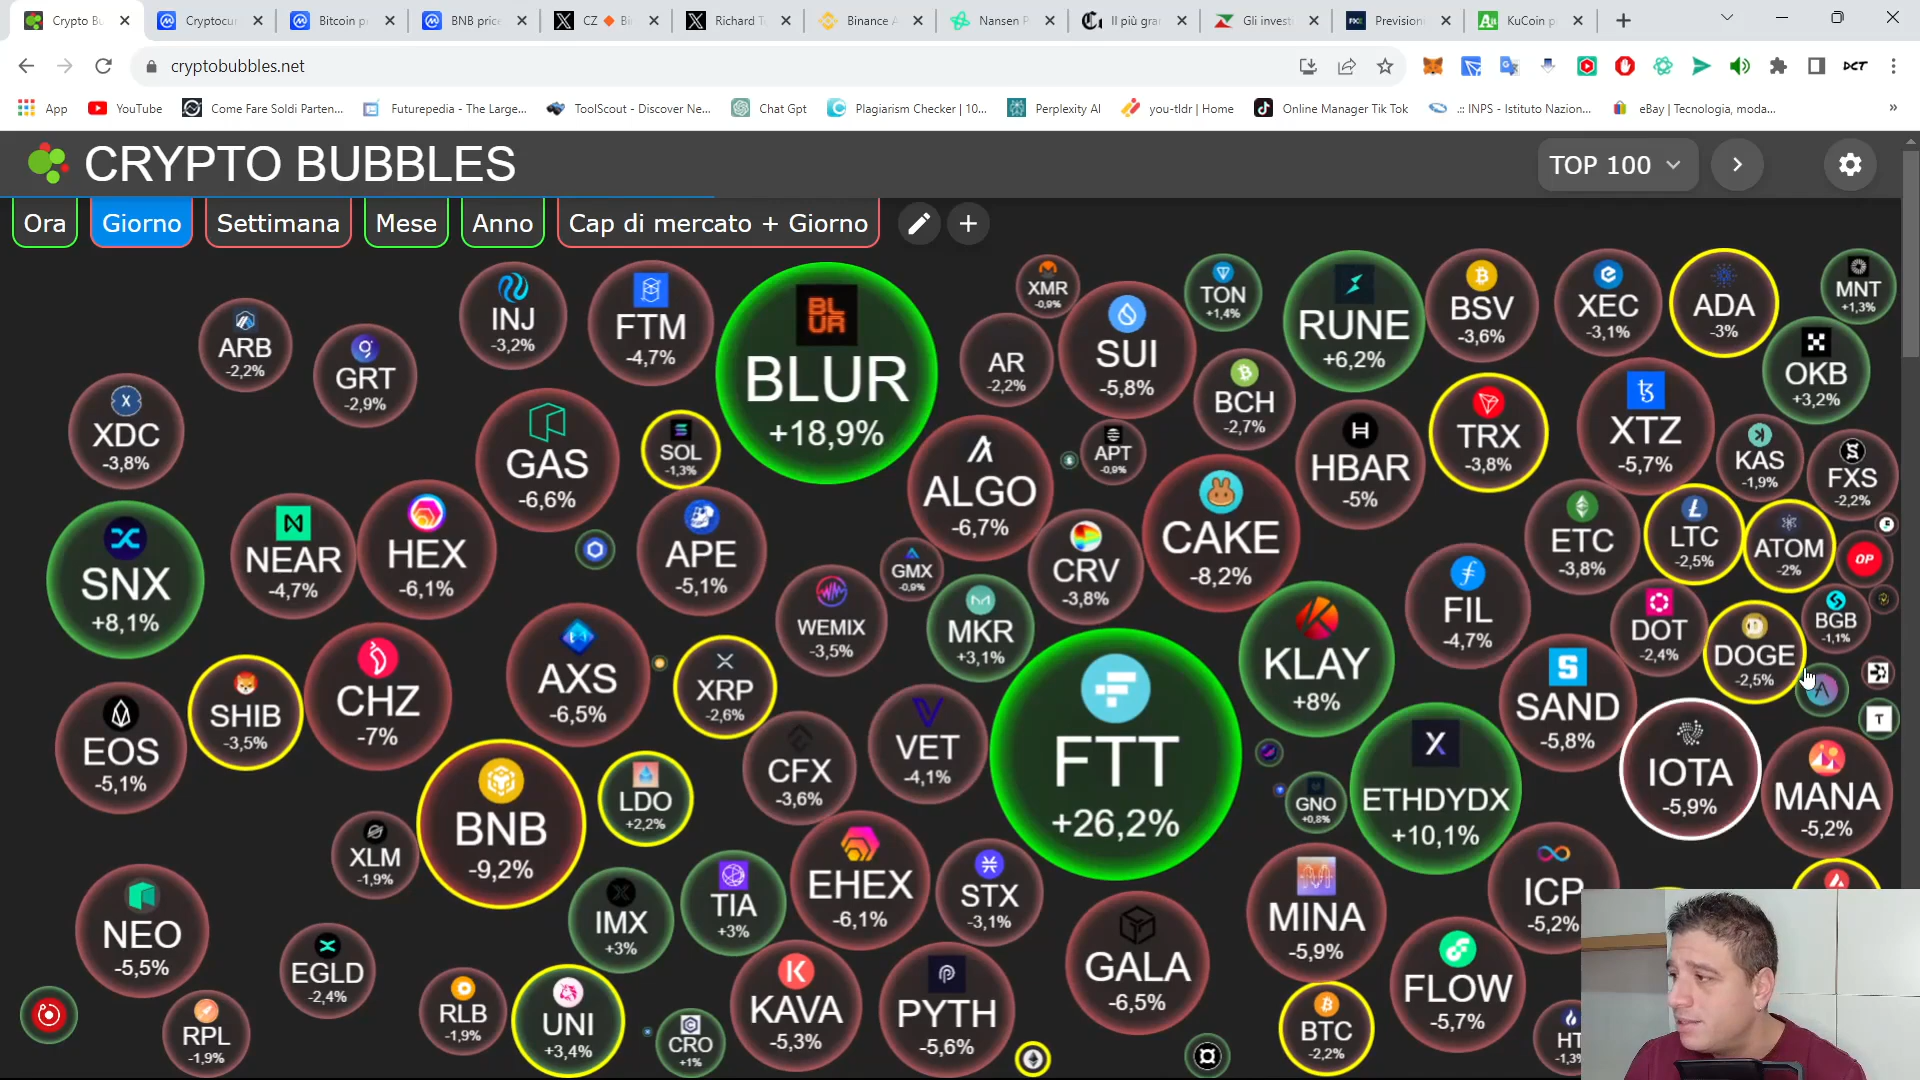 Crypto Bu
Cryptocur
Bitcoin p
BNB price
CZ 🔶 Bi
Richard T
Binance A
Nansen P
Il più gra
Gli invest
Prevision
KuCoin p
cryptobubbles.net
App
YouTube
Come Fare Soldi Parten...
Futurepedia - The Large...
ToolScout - Discover Ne...
Chat Gpt
Plagiarism Checker | 10...
Perplexity AI
you-tldr | Home
Online Manager Tik Tok
.:: INPS - Istituto Nazion...
eBay | Tecnologia, moda...
CRYPTO BUBBLES
TOP 100
Ora
Giorno
Settimana
Mese
Anno
Cap di mercato + Giorno
XDC
-3,8%
ARB
-2,2%
GRT
-2,9%
INJ
-3,2%
FTM
-4,7%
BLUR
BLUR
+18,9%
XMR
-0,9%
AR
-2,2%
SUI
-5,8%
TON
+1,4%
BCH
-2,7%
RUNE
+6,2%
BSV
-3,6%
XEC
-3,1%
ADA
-3%
MNT
+1,3%
OKB
+3,2%
GAS
-6,6%
SOL
-1,3%
ALGO
-6,7%
APT
-0,9%
HBAR
-5%
TRX
-3,8%
XTZ
-5,7%
KAS
-1,9%
FXS
-2,2%
SNX
+8,1%
NEAR
-4,7%
HEX
-6,1%
APE
-5,1%
GMX
-0,9%
CRV
-3,8%
CAKE
-8,2%
ETC
-3,8%
LTC
-2,5%
ATOM
-2%
OP
WEMIX
-3,5%
MKR
+3,1%
KLAY
+8%
FIL
-4,7%
DOT
-2,4%
DOGE
-2,5%
BGB
-1,1%
EOS
-5,1%
SHIB
-3,5%
CHZ
-7%
AXS
-6,5%
XRP
-2,6%
VET
-4,1%
FTT
+26,2%
SAND
-5,8%
IOTA
-5,9%
T
MANA
-5,2%
CFX
-3,6%
LDO
+2,2%
BNB
-9,2%
GNO
+0,8%
X
ETHDYDX
+10,1%
XLM
-1,9%
EHEX
-6,1%
STX
-3,1%
MINA
-5,9%
ICP
-5,2%
NEO
-5,5%
IMX
+3%
TIA
+3%
GALA
-6,5%
EGLD
-2,4%
FLOW
-5,7%
RLB
-1,9%
UNI
+3,4%
KAVA
-5,3%
PYTH
-5,6%
RPL
-1,9%
CRO
+1%
BTC
-2,2%
HT
-1,3%